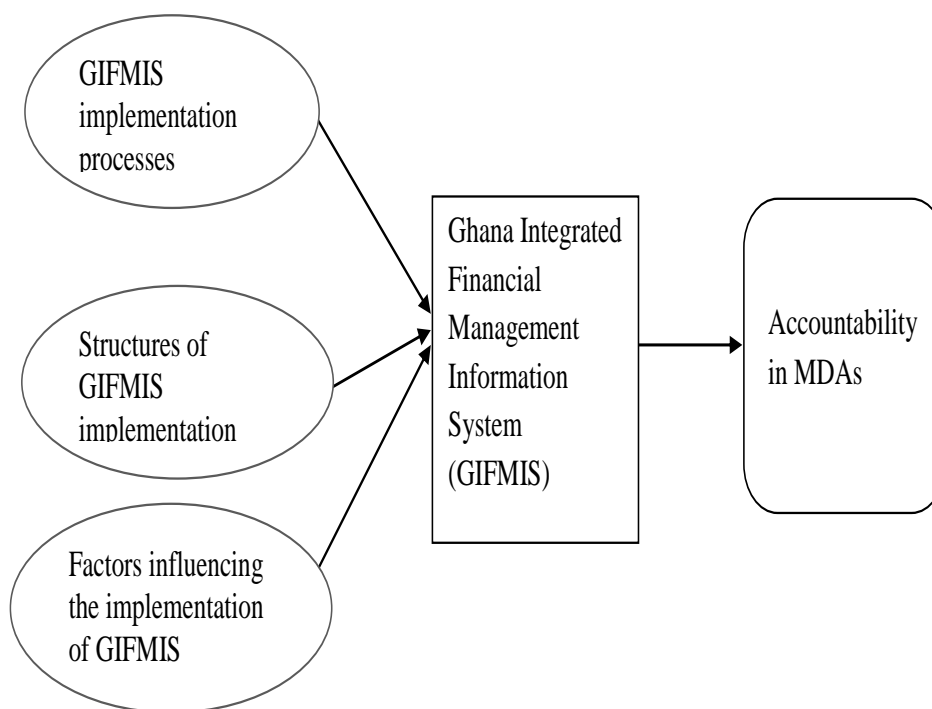 GIFMIS
implementation
processes
Structures of
GIFMIS
implementation
Factors influencing
the implementation
of GIFMIS
Ghana Integrated
Financial
Management
Information
System
(GIFMIS)
Accountability
in MDAs